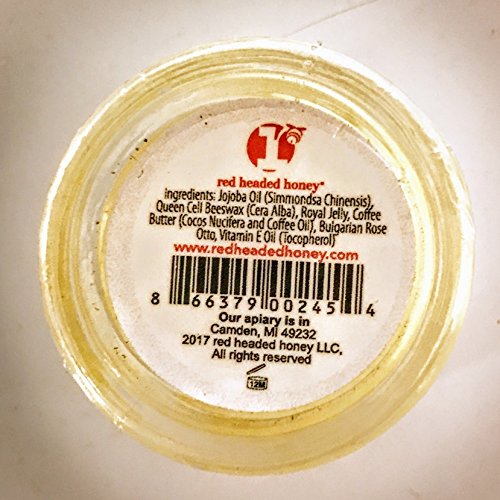 1
red headed honey®
Ingredients: Jojoba Oil (Simmondsa Chinensis),
Queen Cell Beeswax (Cera Alba), Royal Jelly, Coffee
Butter (Cocos Nucifera and Coffee Oil), Bulgarian Rose
Otto, Vitamin E Oil (Tocopherol)
www.redheadedhoney.com
8 66379 00245 4
Our apiary is in
Camden, MI 49232
2017 red headed honey LLC,
All rights reserved
12M